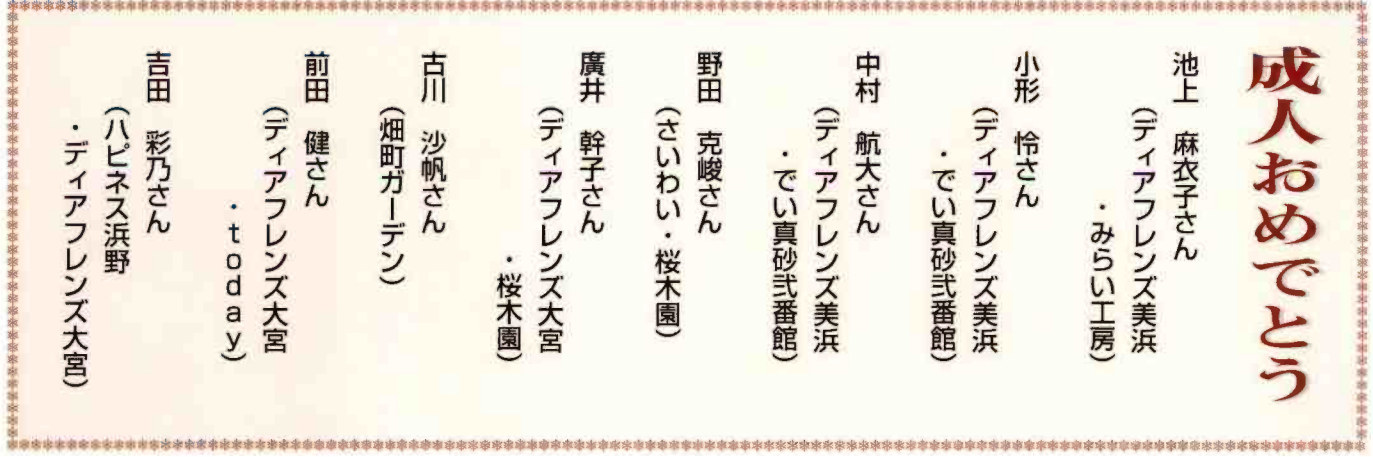 成人おめでとう
池上 麻衣子さん
(ディアフレンズ美浜
・みらい工房)
小形 怜さん
(ディアフレンズ美浜
・でい真砂弐番館)
中村 航大さん
(ディアフレンズ美浜
・でい真砂弐番館)
野田 克峻さん
(さいわい・桜木園)
廣井 幹子さん
(ディアフレンズ大宮
・桜木園)
古川 沙帆さん
(畑町ガーデン)
前田 健さん
(ディアフレンズ大宮
・today)
吉田 彩乃さん
(ハピネス浜野
・ディアフレンズ大宮)